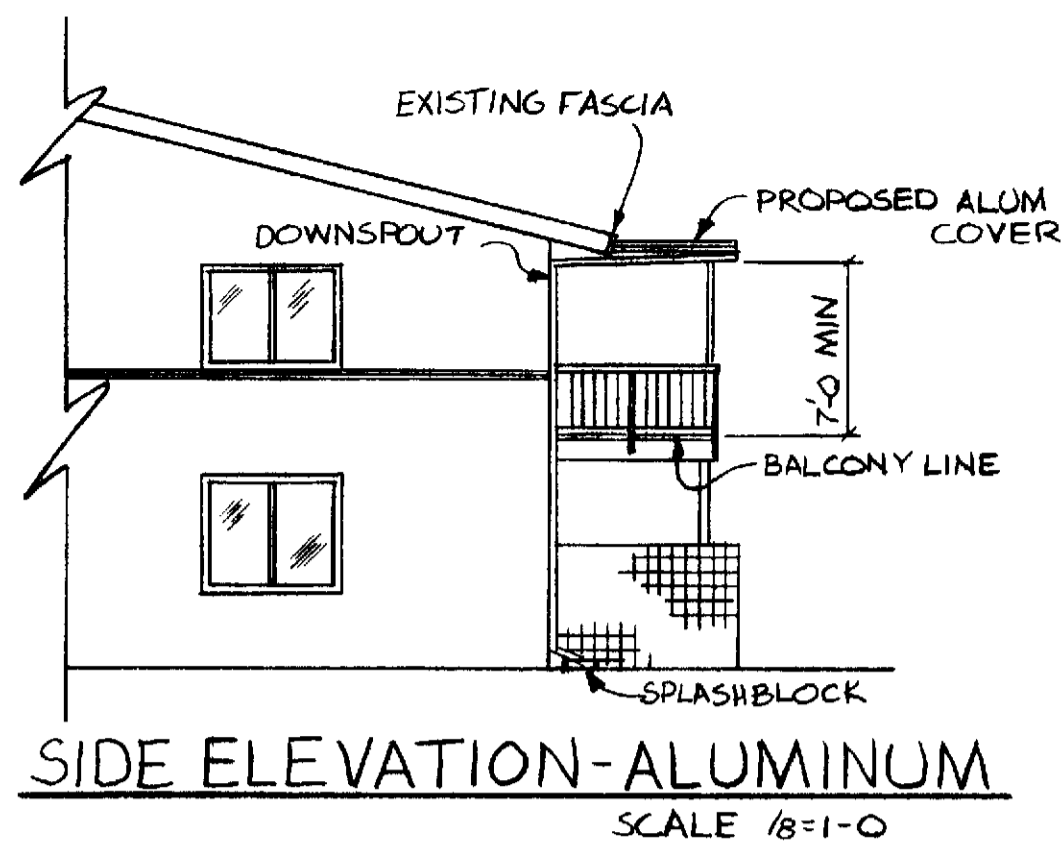 EXISTING FASCIA
PROPOSED ALUM
COVER
DOWNSPOUT
7'-0 MIN
BALCONY LINE
SPLASHBLOCK
SIDE ELEVATION-ALUMINUM
SCALE /8=1-0